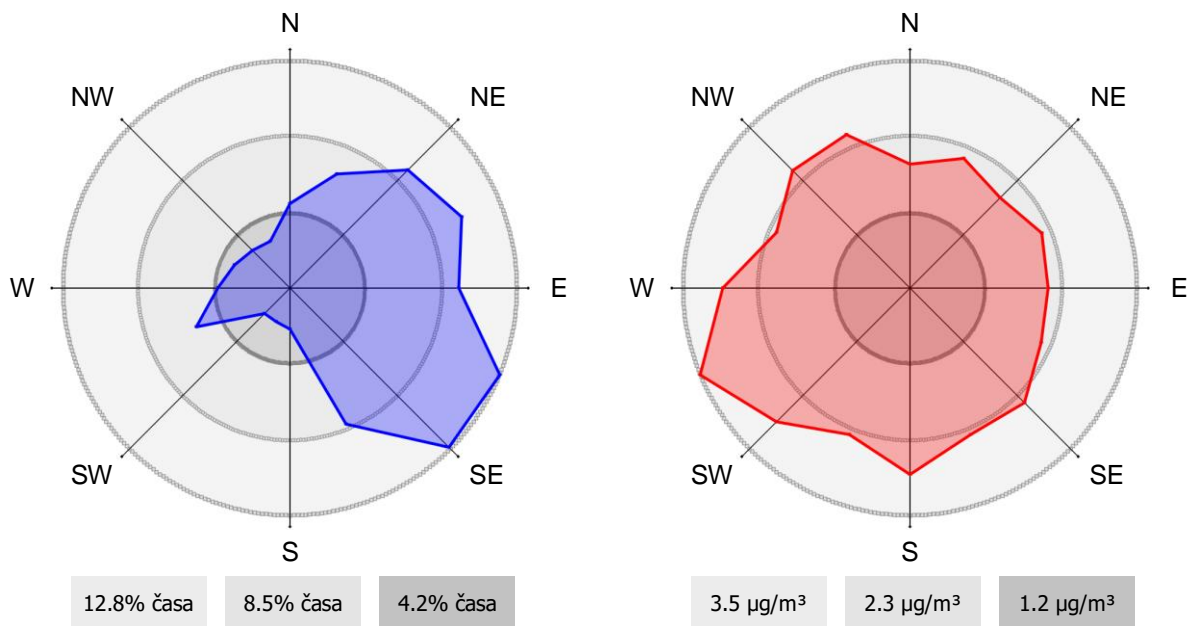 N
NW
NE
W
E
SW
SE
S
12.8% časa
8.5% časa
4.2% časa
N
NW
NE
W
E
SW
SE
S
3.5 µg/m³
2.3 µg/m³
1.2 µg/m³